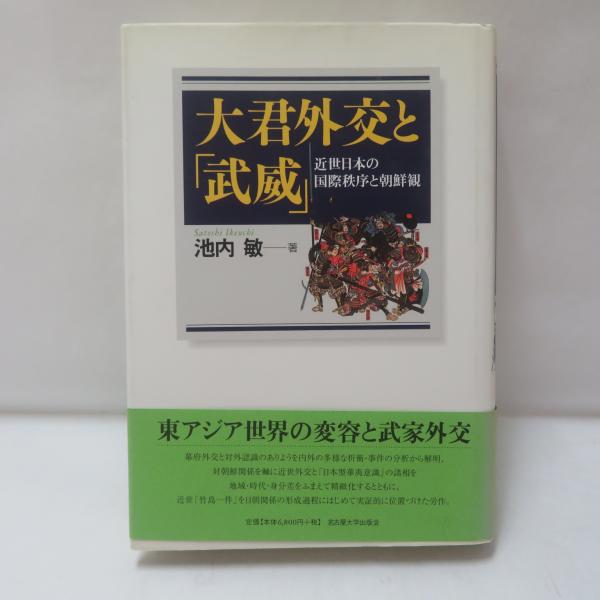 大君外交と
「武威」
近世日本の
国際秩序と朝鮮観
Satoshi Ikeuchi
池内 敏——著
東アジア世界の変容と武家外交
幕府外交と対外認識のありようを内外の多様な折衝・事件の分析から解明。
対朝鮮関係を軸に近世外交と「日本型華夷意識」の諸相を
地域・時代・身分差をふまえて精緻化するとともに、
近世「竹島一件」を日朝関係の形成過程にはじめて実証的に位置づけた労作。
定価【本体6,800円+税】 名古屋大学出版会